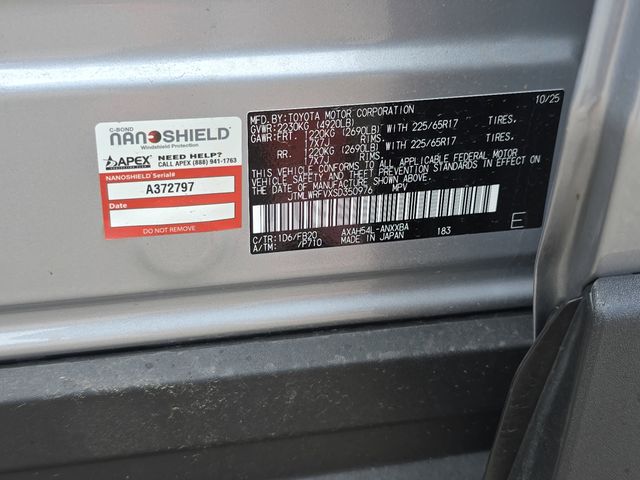 C-BOND
NANOSHIELD
Windshield Protection
APEX
NEED HELP?
CALL APEX (888) 941-1763
NANOSHIELD Serial#
A372797
Date:
VSD DO NOT REMOVE
MFD.BY:TOYOTA MOTOR CORPORATION 10/25
GVWR:2230KG (4920LB)
GAWR:FRT. 1220KG (2690LB) WITH 225/65R17 TIRES,
17X7J RIMS
RR. 1220KG (2690LB) WITH 225/65R17 TIRES,
17X7J RIMS.
THIS VEHICLE CONFORMS TO ALL APPLICABLE FEDERAL MOTOR
VEHICLE SAFETY AND THEFT PREVENTION STANDARDS IN EFFECT ON
THE DATE OF MANUFACTURE SHOWN ABOVE.
JTMLWRFVXSD350976 MPV
C/TR:1D6/FB20 AXAH54L-ANXXBA 183 E
A/TM: /P710 MADE IN JAPAN